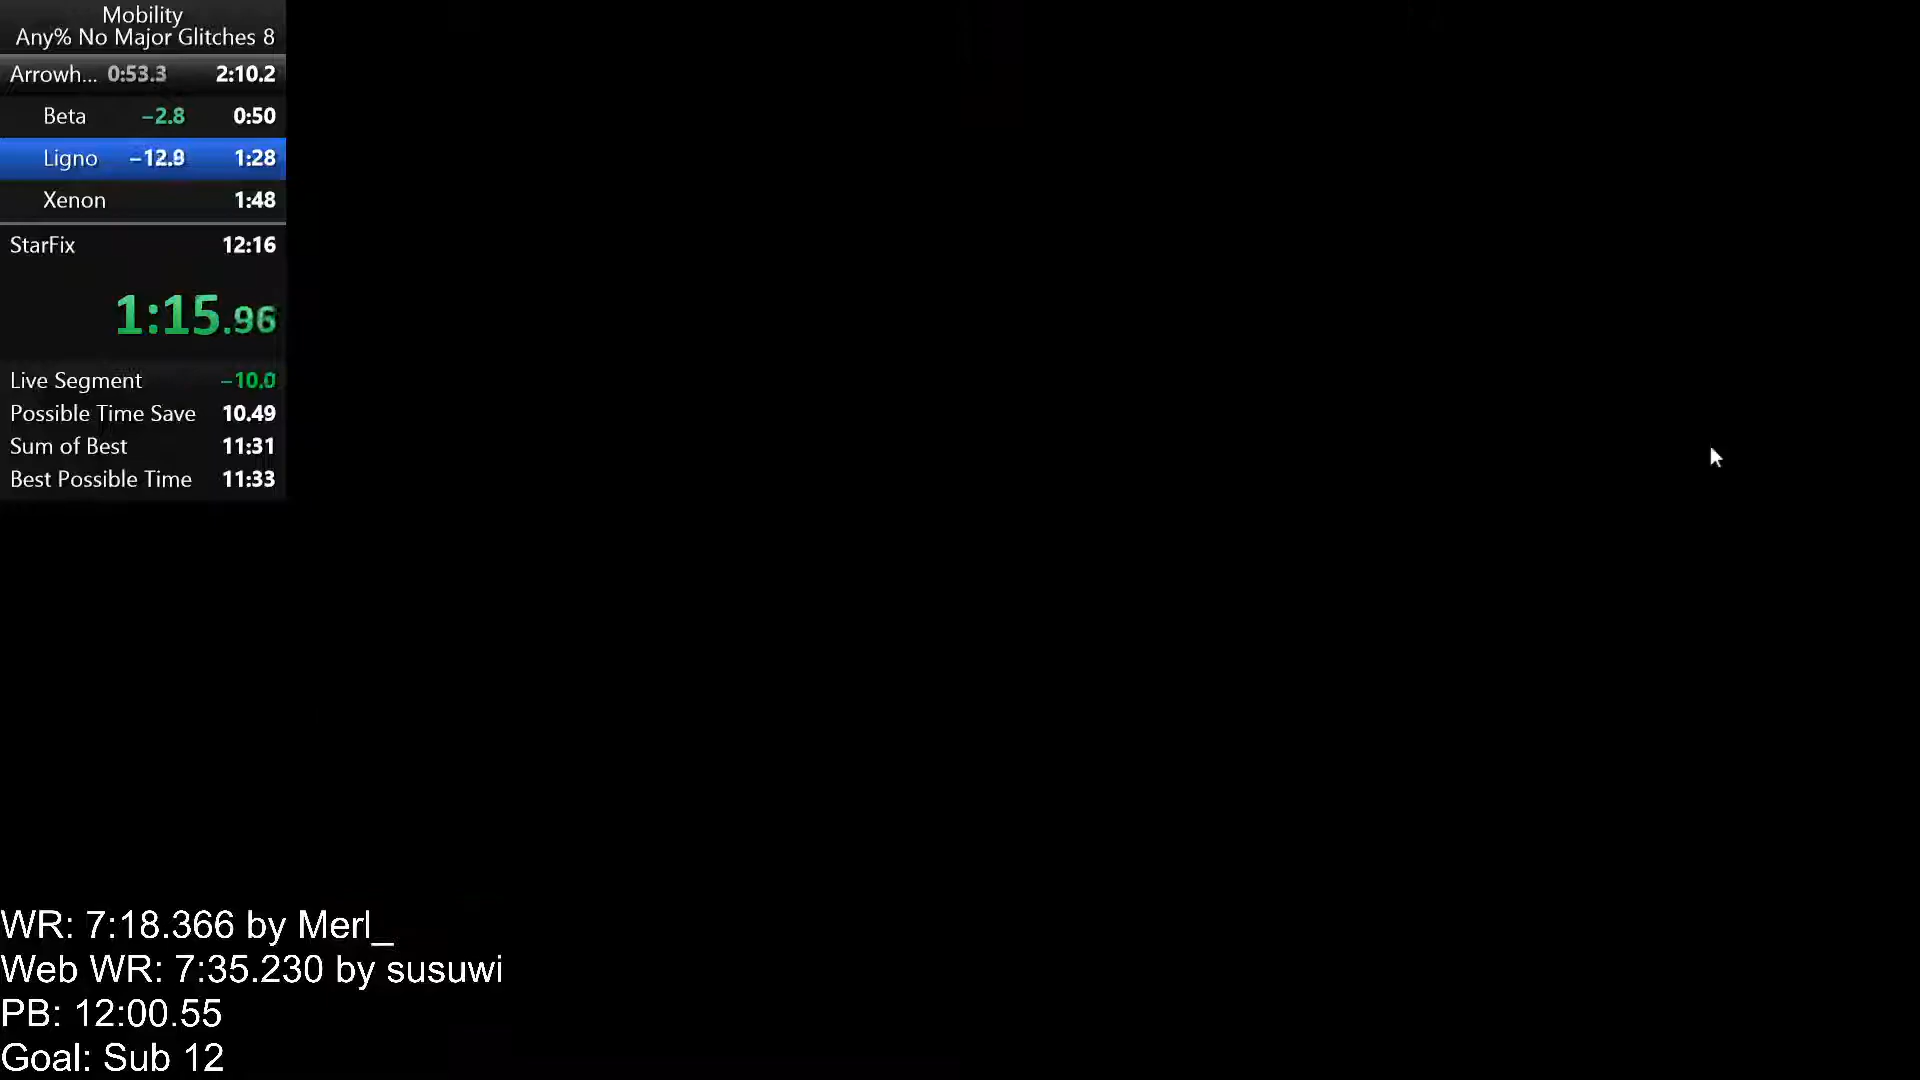 Mobility
Any% No Major Glitches 8
Arrowh... 0:53.3 2:10.2
Beta −2.8 0:50
Ligno −12.9 1:28
Xenon 1:48
StarFix 12:16
1:15.96
Live Segment −10.0
Possible Time Save 10.49
Sum of Best 11:31
Best Possible Time 11:33
WR: 7:18.366 by Merl_
Web WR: 7:35.230 by susuwi
PB: 12:00.55
Goal: Sub 12